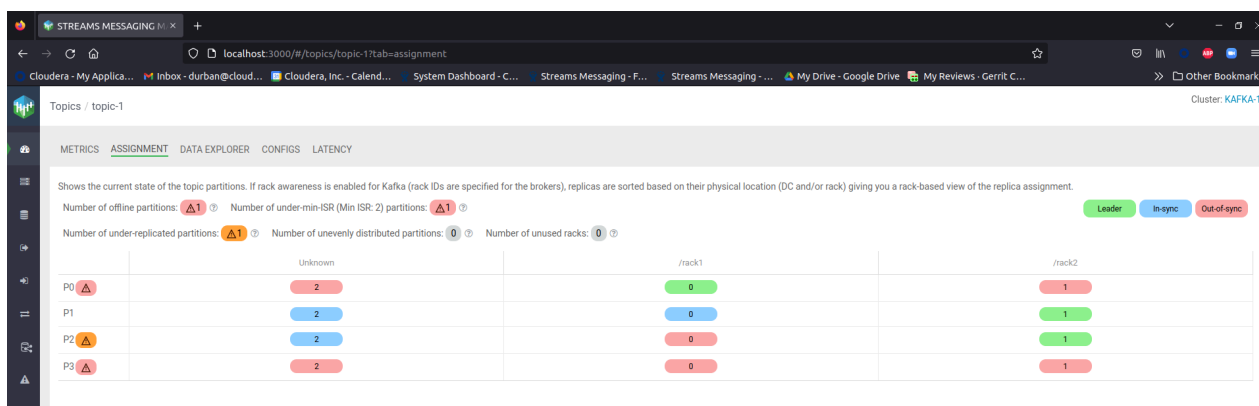 STREAMS MESSAGING M
localhost:3000/#/topics/topic-1?tab=assignment
Cloudera - My Applica… Inbox - durban@cloud… Cloudera, Inc. - Calend… System Dashboard - C… Streams Messaging - F… Streams Messaging - … My Drive - Google Drive My Reviews · Gerrit C… Other Bookmark
Topics / topic-1 Cluster: KAFKA-1
METRICS ASSIGNMENT DATA EXPLORER CONFIGS LATENCY
Shows the current state of the topic partitions. If rack awareness is enabled for Kafka (rack IDs are specified for the brokers), replicas are sorted based on their physical location (DC and/or rack) giving you a rack-based view of the replica assignment.
Number of offline partitions: 1 Number of under-min-ISR (Min ISR: 2) partitions: 1 Leader In-sync Out-of-sync
Number of under-replicated partitions: 1 Number of unevenly distributed partitions: 0 Number of unused racks: 0
Unknown /rack1 /rack2
P0 2 0 1
P1 2 0 1
P2 2 0 1
P3 2 0 1